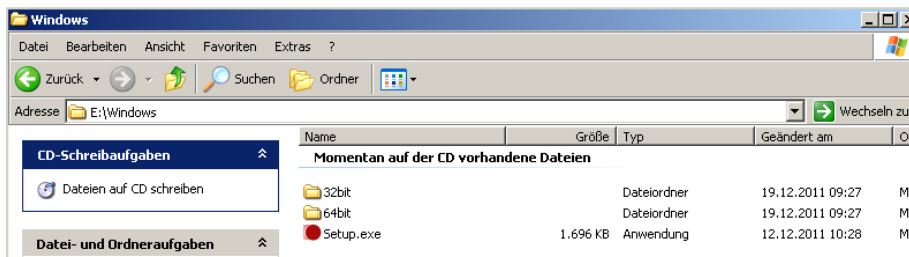 Windows
Datei Bearbeiten Ansicht Favoriten Extras ?
Zurück Suchen Ordner
Adresse E:\Windows Wechseln zu
Name Größe Typ Geändert am O
CD-Schreibaufgaben
Momentan auf der CD vorhandene Dateien
Dateien auf CD schreiben
32bit Dateiordner 19.12.2011 09:27 M
64bit Dateiordner 19.12.2011 09:27 M
Setup.exe 1.696 KB Anwendung 12.12.2011 10:28 M
Datei- und Ordneraufgaben